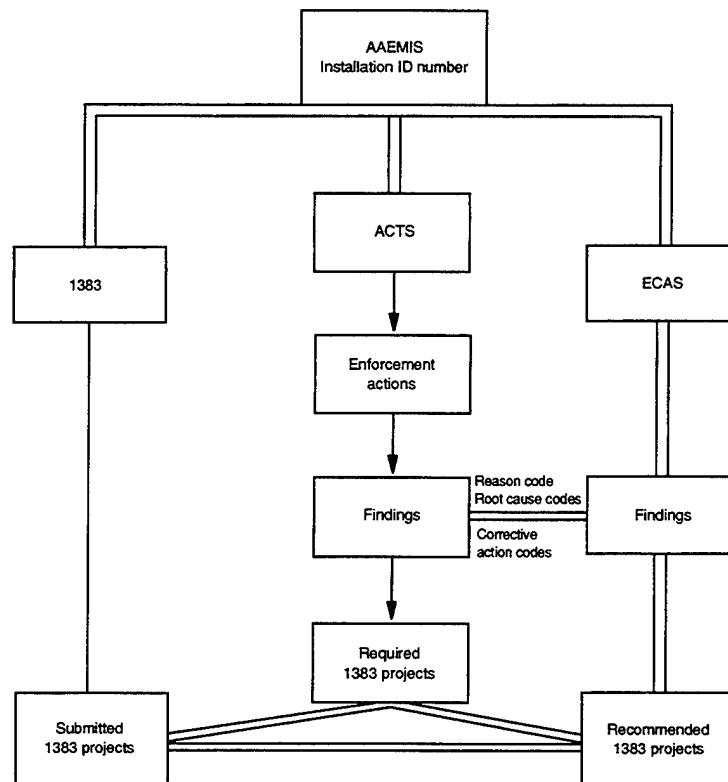 AAEMIS
Installation ID number
ACTS
1383
ECAS
Enforcement
actions
Reason code
Root cause codes
Findings
Findings
Corrective
action codes
Required
1383 projects
Submitted
1383 projects
Recommended
1383 projects